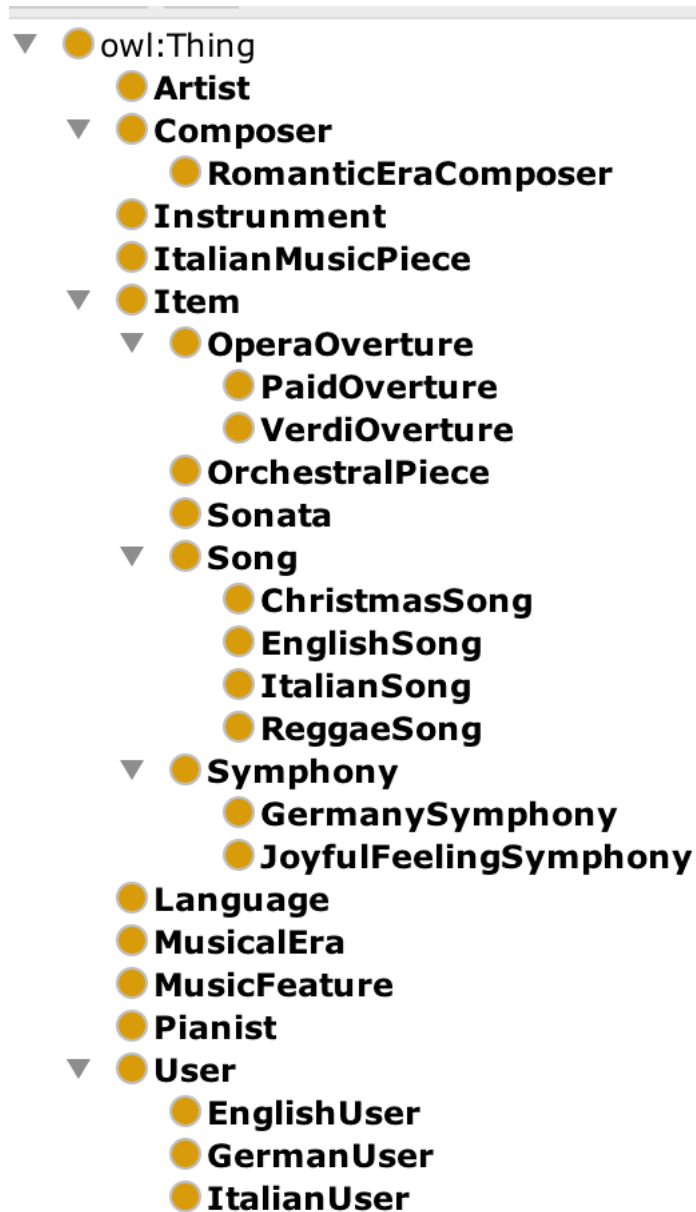 owl:Thing
Artist
Composer
RomanticEraComposer
Instrunment
ItalianMusicPiece
Item
OperaOverture
PaidOverture
VerdiOverture
OrchestralPiece
Sonata
Song
ChristmasSong
EnglishSong
ItalianSong
ReggaeSong
Symphony
GermanySymphony
JoyfulFeelingSymphony
Language
MusicalEra
MusicFeature
Pianist
User
EnglishUser
GermanUser
ItalianUser